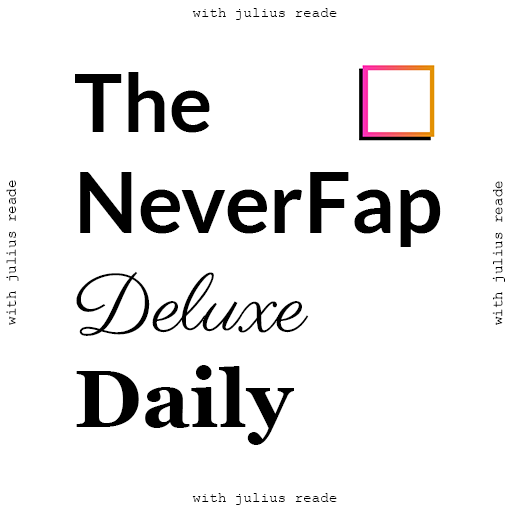 with julius reade
The
NeverFap
Deluxe
Daily
with julius reade
with julius reade
with julius reade